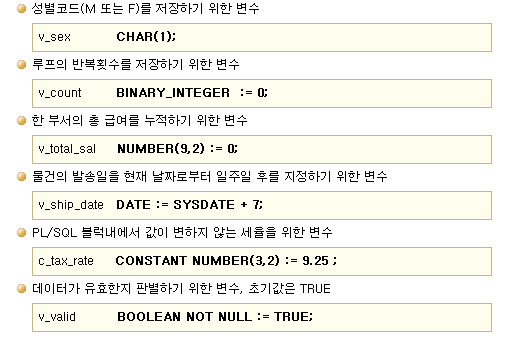 성별코드(M 또는 F)를 저장하기 위한 변수
v_sex CHAR(1);
루프의 반복횟수를 저장하기 위한 변수
v_count BINARY_INTEGER := 0;
한 부서의 총 급여를 누적하기 위한 변수
v_total_sal NUMBER(9,2) := 0;
물건의 발송일을 현재 날짜로부터 일주일 후를 지정하기 위한 변수
v_ship_date DATE := SYSDATE + 7;
PL/SQL 블럭내에서 값이 변하지 않는 세율을 위한 변수
c_tax_rate CONSTANT NUMBER(3,2) := 9.25 ;
데이터가 유효한지 판별하기 위한 변수, 초기값은 TRUE
v_valid BOOLEAN NOT NULL := TRUE;